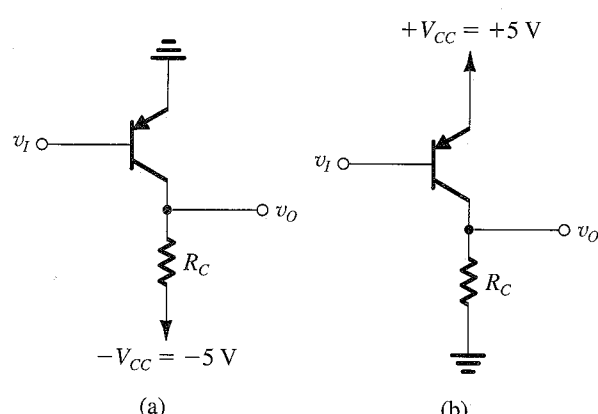 +V_CC = +5 V
v_I
v_O
R_C
−V_CC = −5 V
(a)
v_I
v_O
R_C
(b)